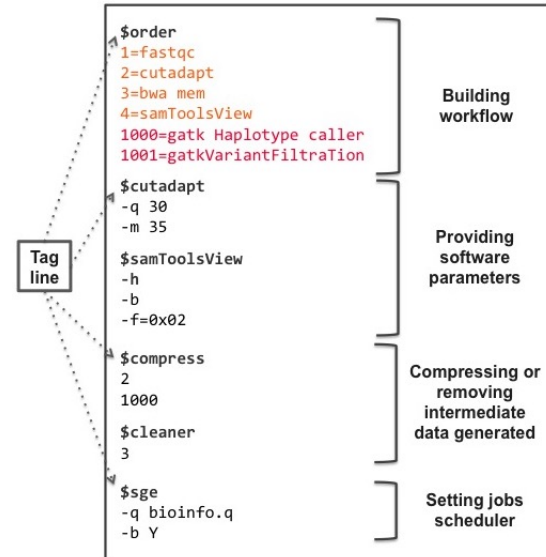 $order
1=fastqc
2=cutadapt
3=bwa mem
4=samToolsView
1000=gatk Haplotype caller
1001=gatkVariantFiltraTion
Building
workflow
$cutadapt
-q 30
-m 35
$samToolsView
-h
-b
-f=0x02
Providing
software
parameters
Tag
line
$compress
2
1000
$cleaner
3
Compressing or
removing
intermediate
data generated
$sge
-q bioinfo.q
-b Y
Setting jobs
scheduler